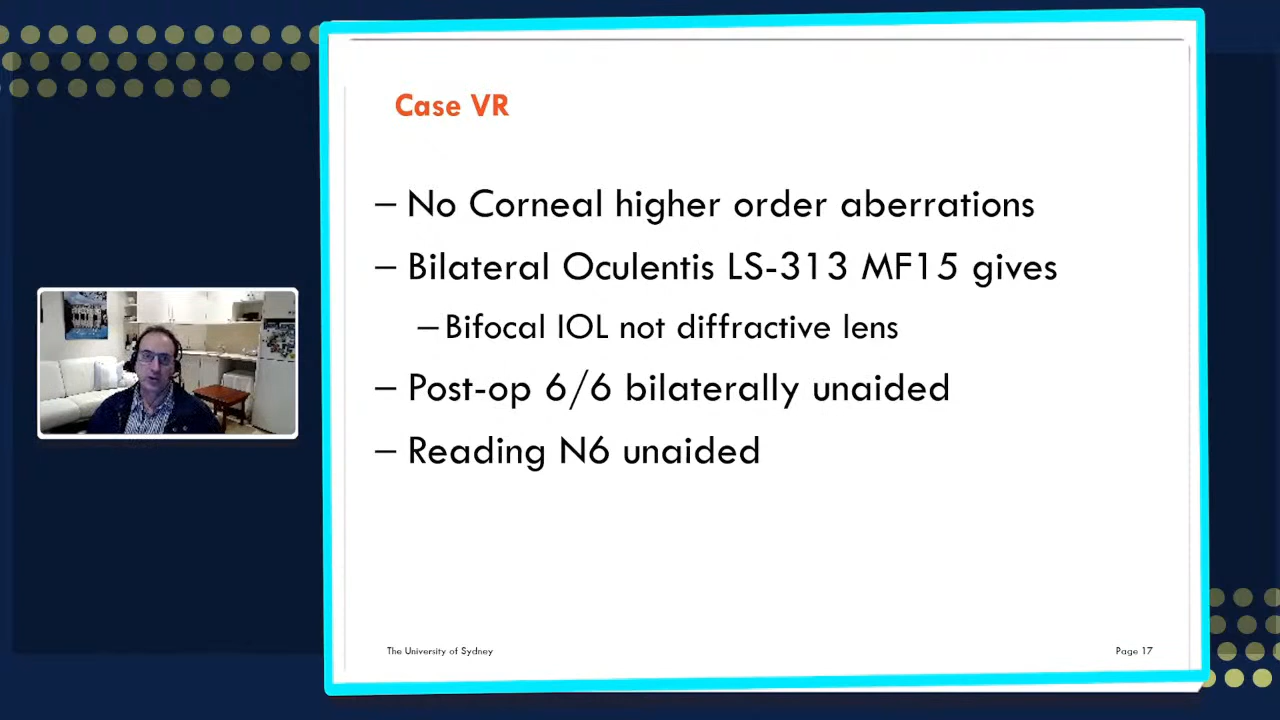 Case VR
– No Corneal higher order aberrations
– Bilateral Oculentis LS-313 MF15 gives
– Bifocal IOL not diffractive lens
– Post-op 6/6 bilaterally unaided
– Reading N6 unaided
The University of Sydney
Page 17